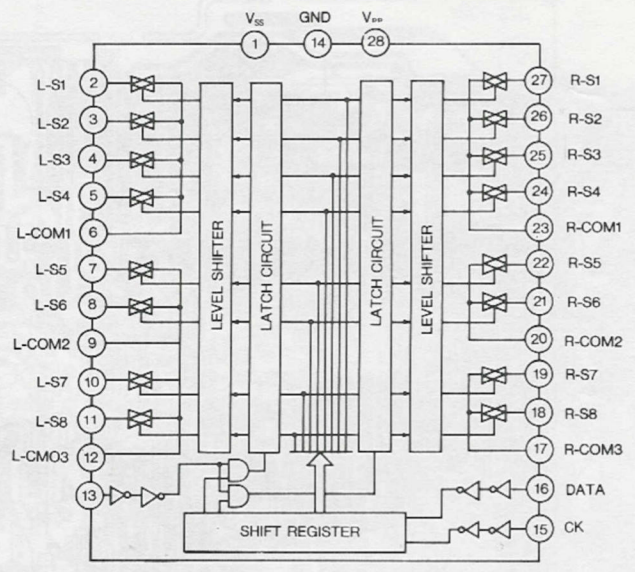 Vss GND VDD
1 14 28
L-S1 2 27 R-S1
L-S2 3 26 R-S2
L-S3 4 25 R-S3
L-S4 5 24 R-S4
L-COM1 6 23 R-COM1
L-S5 7 22 R-S5
L-S6 8 21 R-S6
L-COM2 9 20 R-COM2
L-S7 10 19 R-S7
L-S8 11 18 R-S8
L-CMO3 12 17 R-COM3
LEVEL SHIFTER
LATCH CIRCUIT
LATCH CIRCUIT
LEVEL SHIFTER
13 16 DATA
SHIFT REGISTER 15 CK